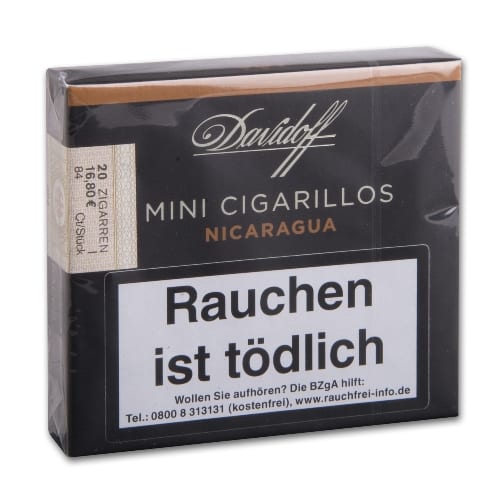 Davidoff
MINI CIGARILLOS
NICARAGUA
20 ZIGARREN
16,80€
84 Ct/Stück
Rauchen
ist tödlich
Wollen Sie aufhören? Die BZgA hilft:
Tel.: 0800 8 313131 (kostenfrei), www.rauchfrei-info.de